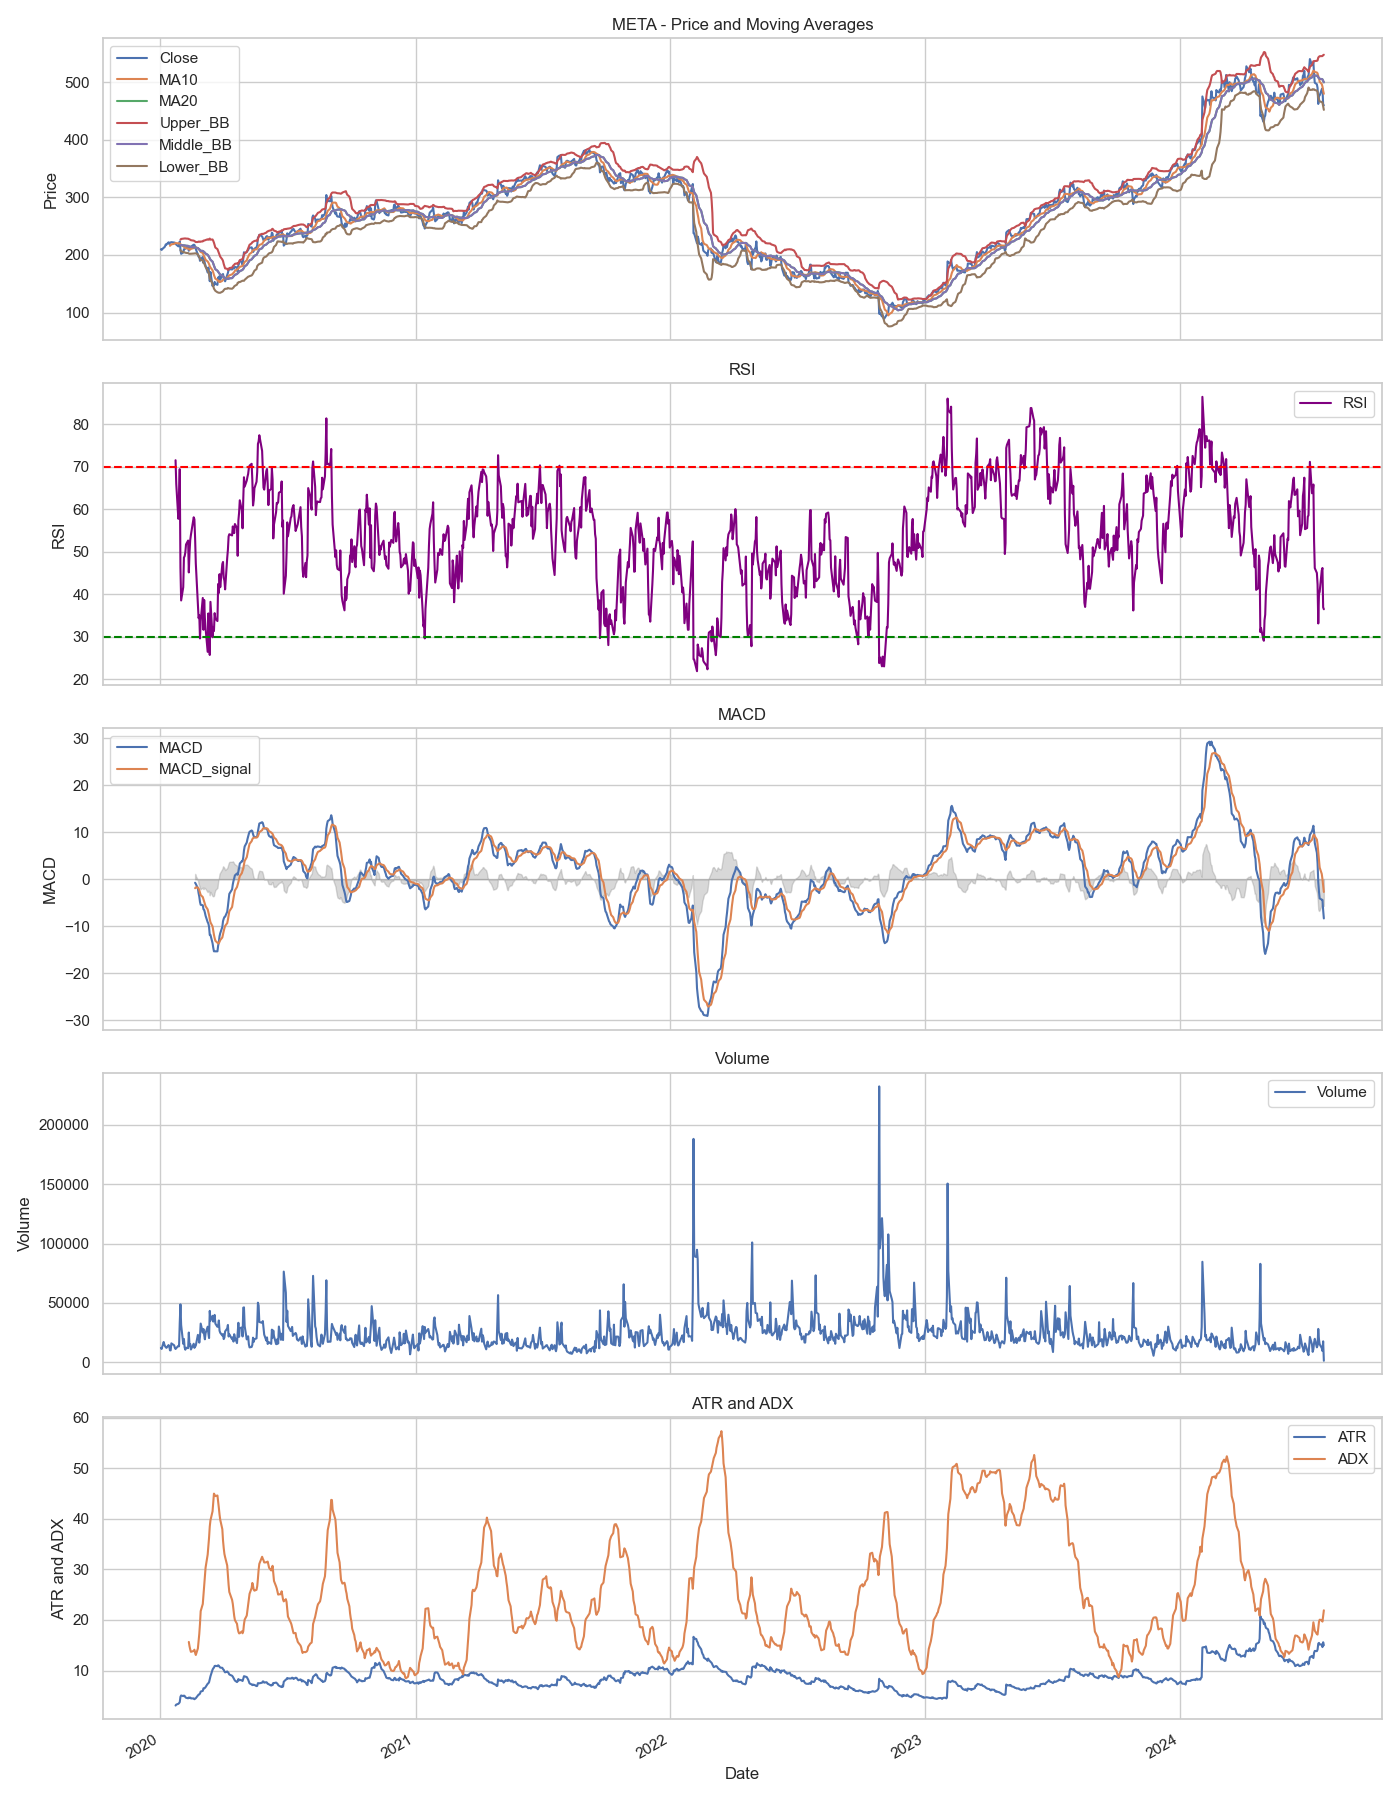 META - Price and Moving Averages
Close
MA10
MA20
Upper_BB
Middle_BB
Lower_BB
Price
500
400
300
200
100
RSI
RSI
RSI
80
70
60
50
40
30
20
MACD
MACD
MACD_signal
MACD
30
20
10
0
−10
−20
−30
Volume
Volume
Volume
200000
150000
100000
50000
0
ATR and ADX
ATR
ADX
ATR and ADX
60
50
40
30
20
10
2020
2021
2022
2023
2024
Date